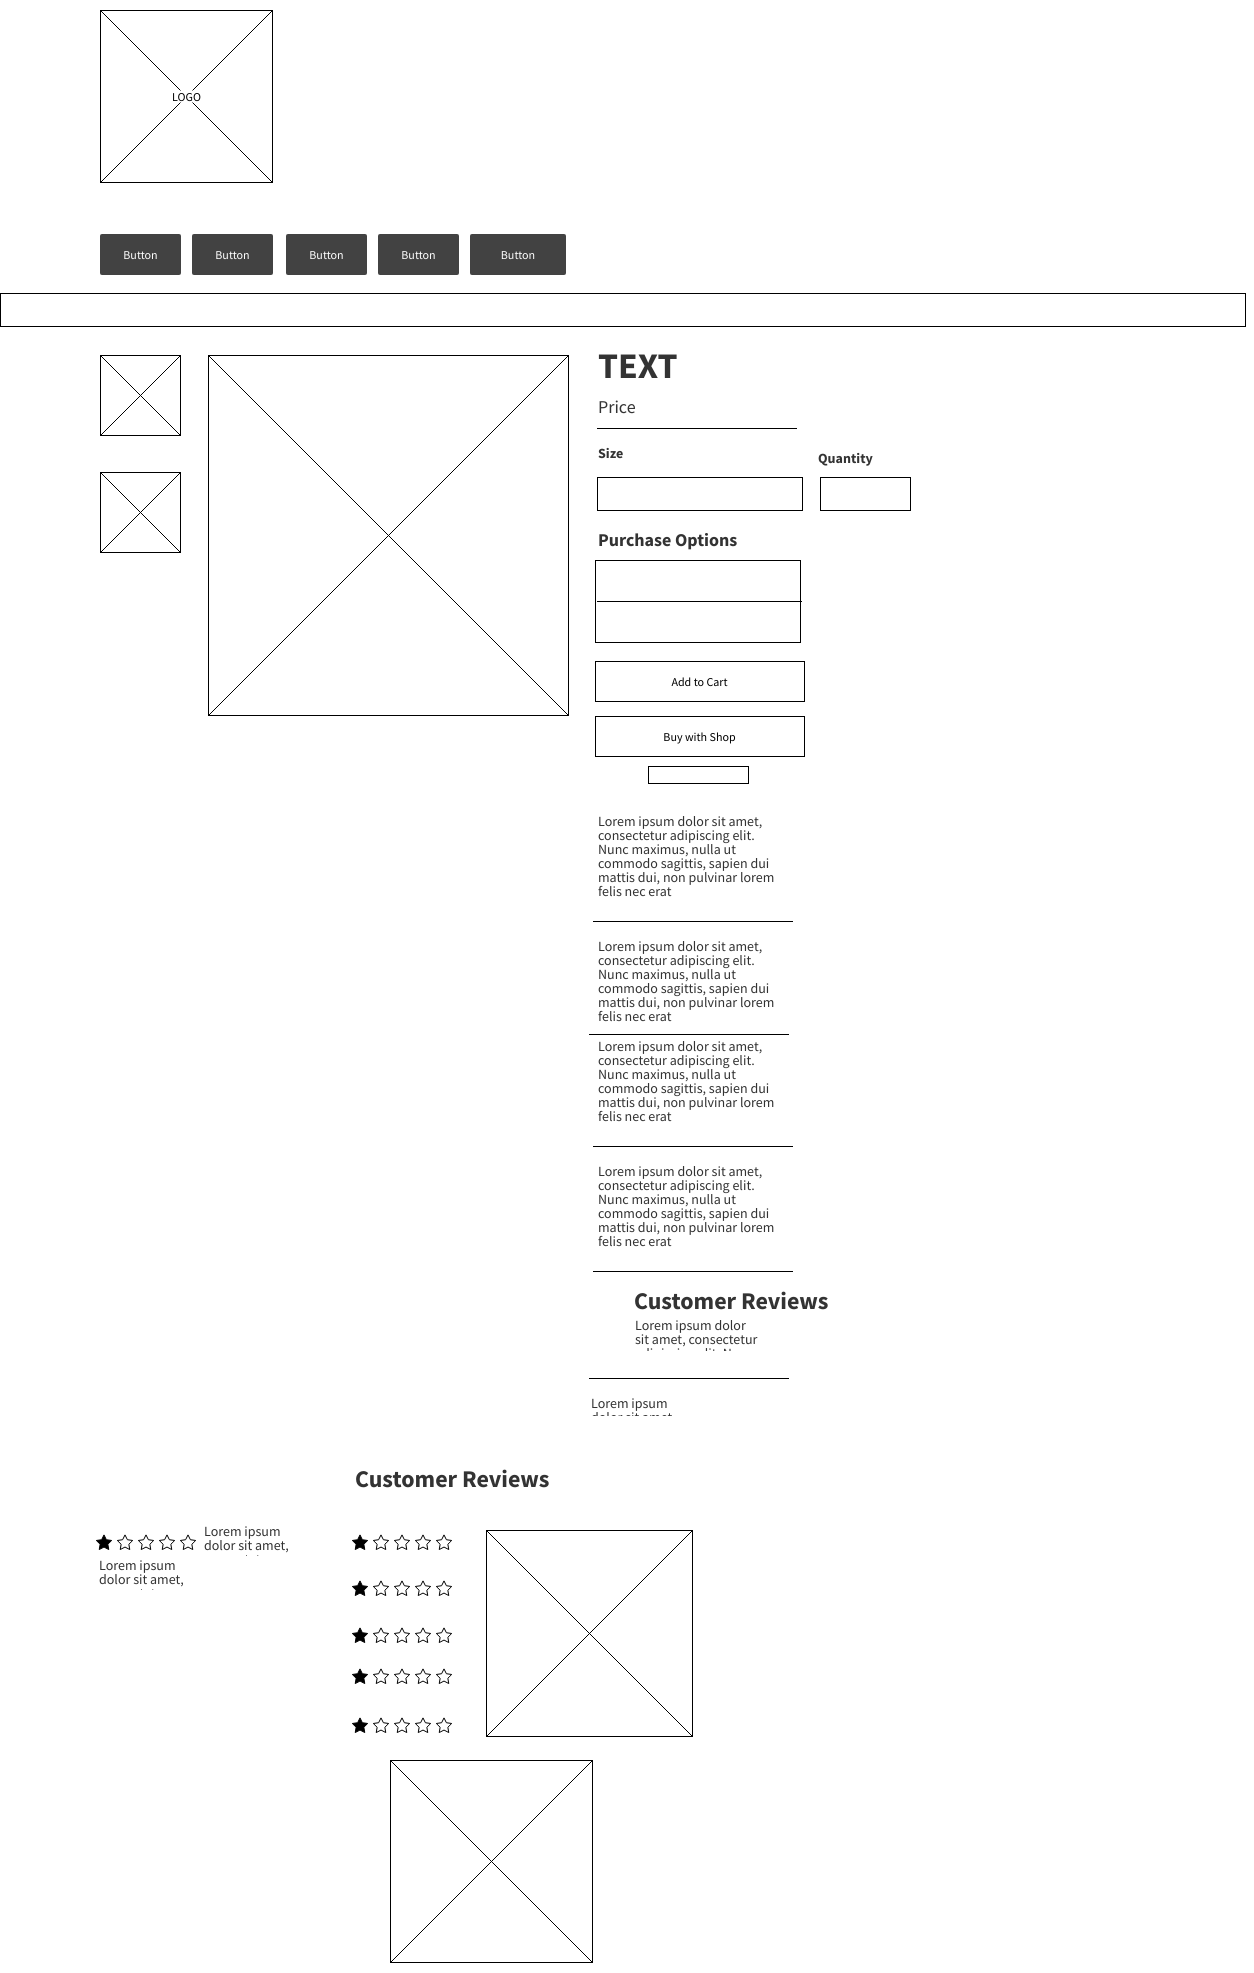 LOGO
Button
Button
Button
Button
Button
TEXT
Price
Size
Quantity
Purchase Options
Add to Cart
Buy with Shop
Lorem ipsum dolor sit amet,
consectetur adipiscing elit.
Nunc maximus, nulla ut
commodo sagittis, sapien dui
mattis dui, non pulvinar lorem
felis nec erat
Lorem ipsum dolor sit amet,
consectetur adipiscing elit.
Nunc maximus, nulla ut
commodo sagittis, sapien dui
mattis dui, non pulvinar lorem
felis nec erat
Lorem ipsum dolor sit amet,
consectetur adipiscing elit.
Nunc maximus, nulla ut
commodo sagittis, sapien dui
mattis dui, non pulvinar lorem
felis nec erat
Lorem ipsum dolor sit amet,
consectetur adipiscing elit.
Nunc maximus, nulla ut
commodo sagittis, sapien dui
mattis dui, non pulvinar lorem
felis nec erat
Customer Reviews
Lorem ipsum dolor
sit amet, consectetur
Lorem ipsum
dolor sit amet
Customer Reviews
Lorem ipsum
dolor sit amet,
Lorem ipsum
dolor sit amet,